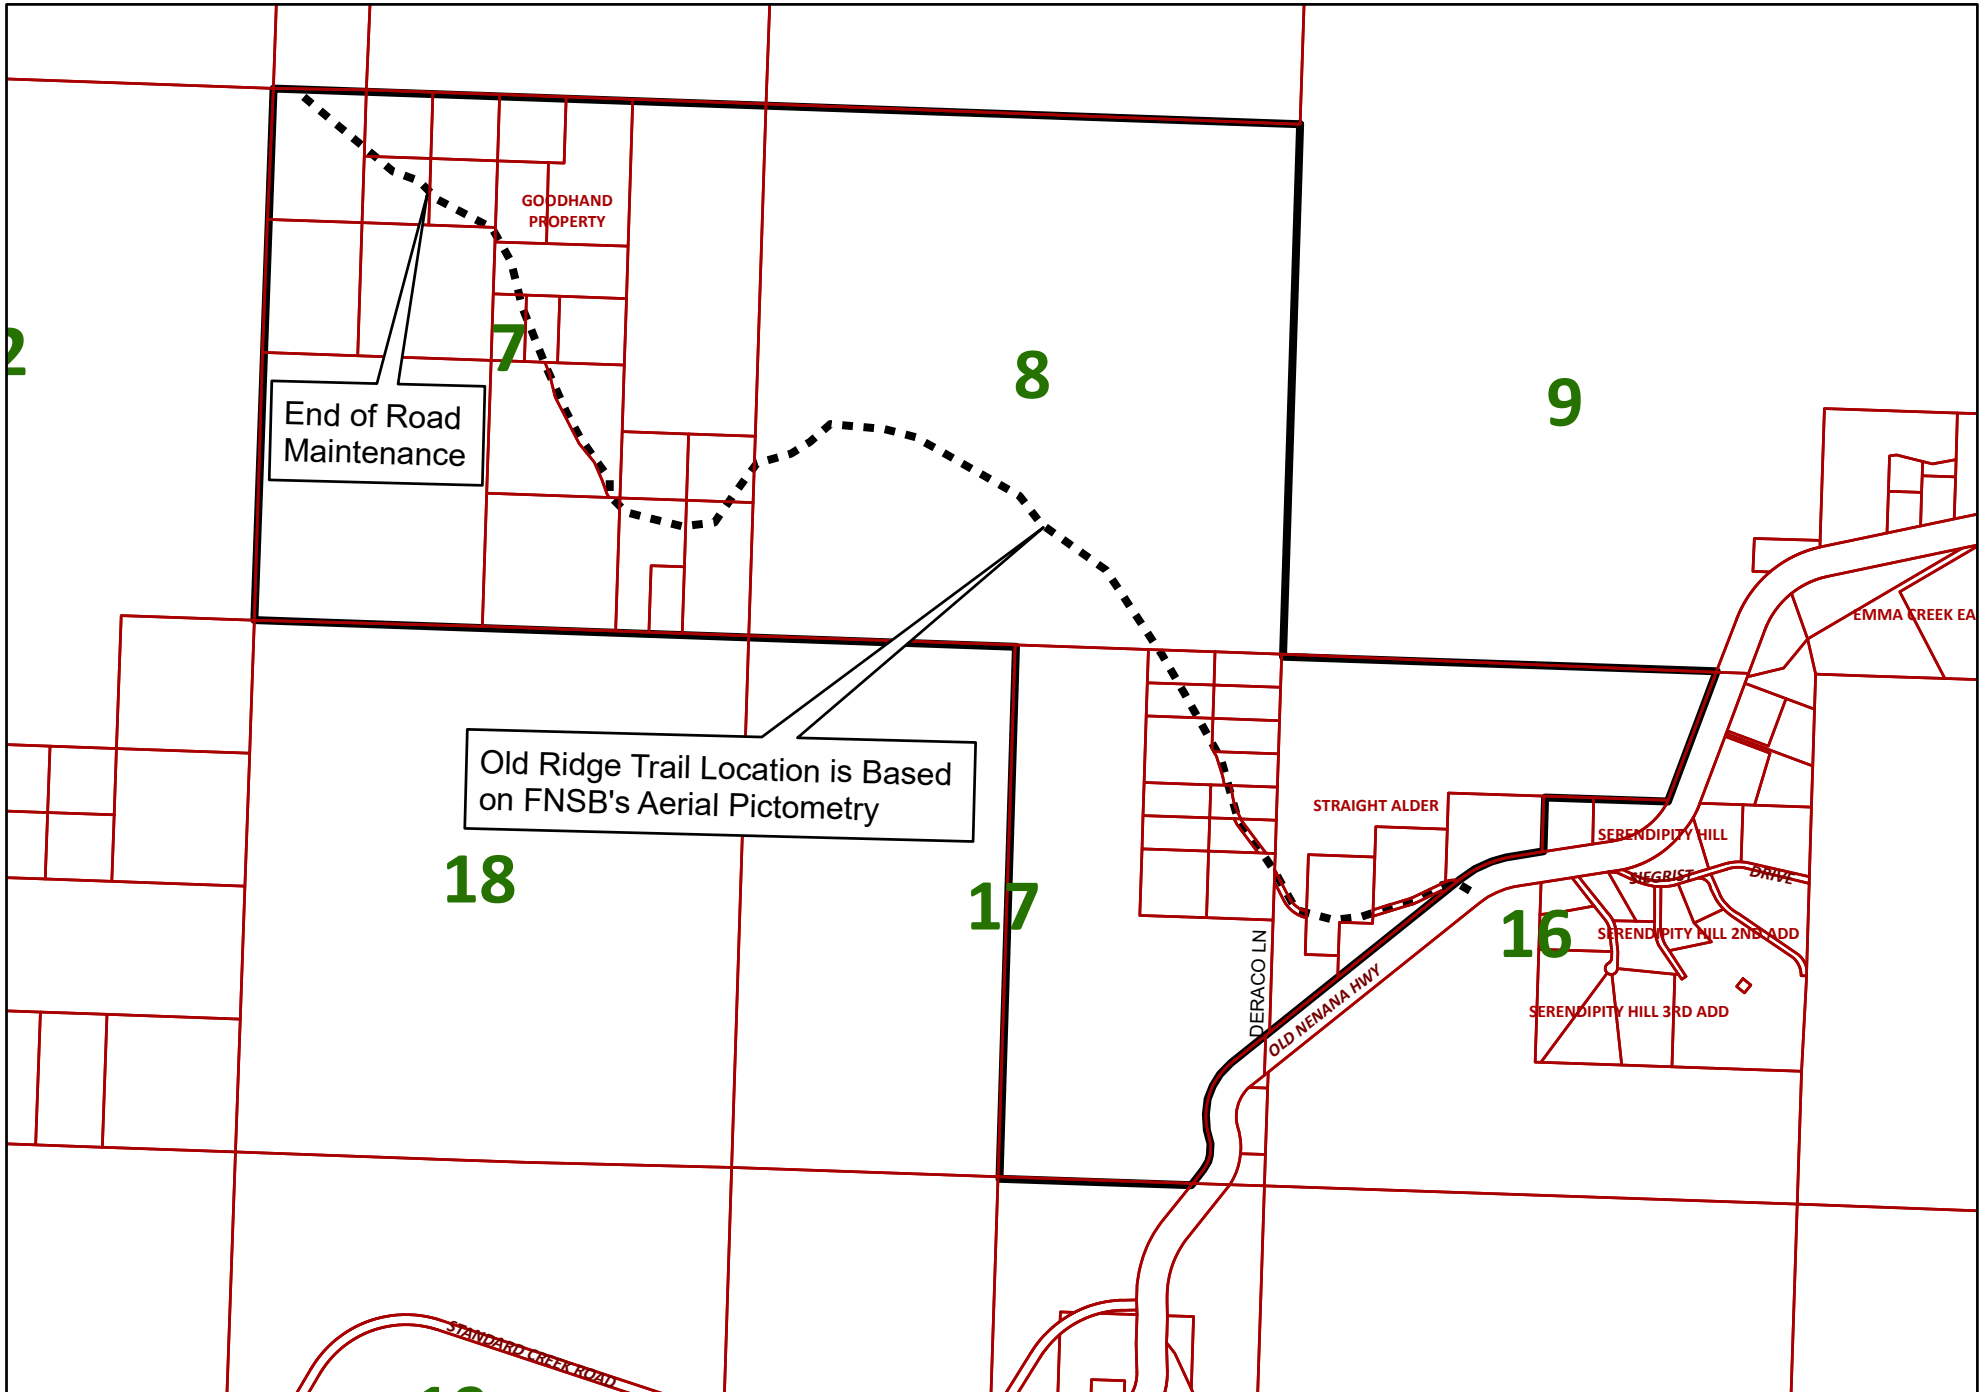 GOODHAND
PROPERTY
2
7
8
9
End of Road
Maintenance
EMMA CREEK EA
Old Ridge Trail Location is Based
on FNSB's Aerial Pictometry
STRAIGHT ALDER
SERENDIPITY HILL
SIEGRIST DRIVE
18
17
16
SERENDIPITY HILL 2ND ADD
DERACO LN
OLD NENANA HWY
SERENDIPITY HILL 3RD ADD
STANDARD CREEK ROAD